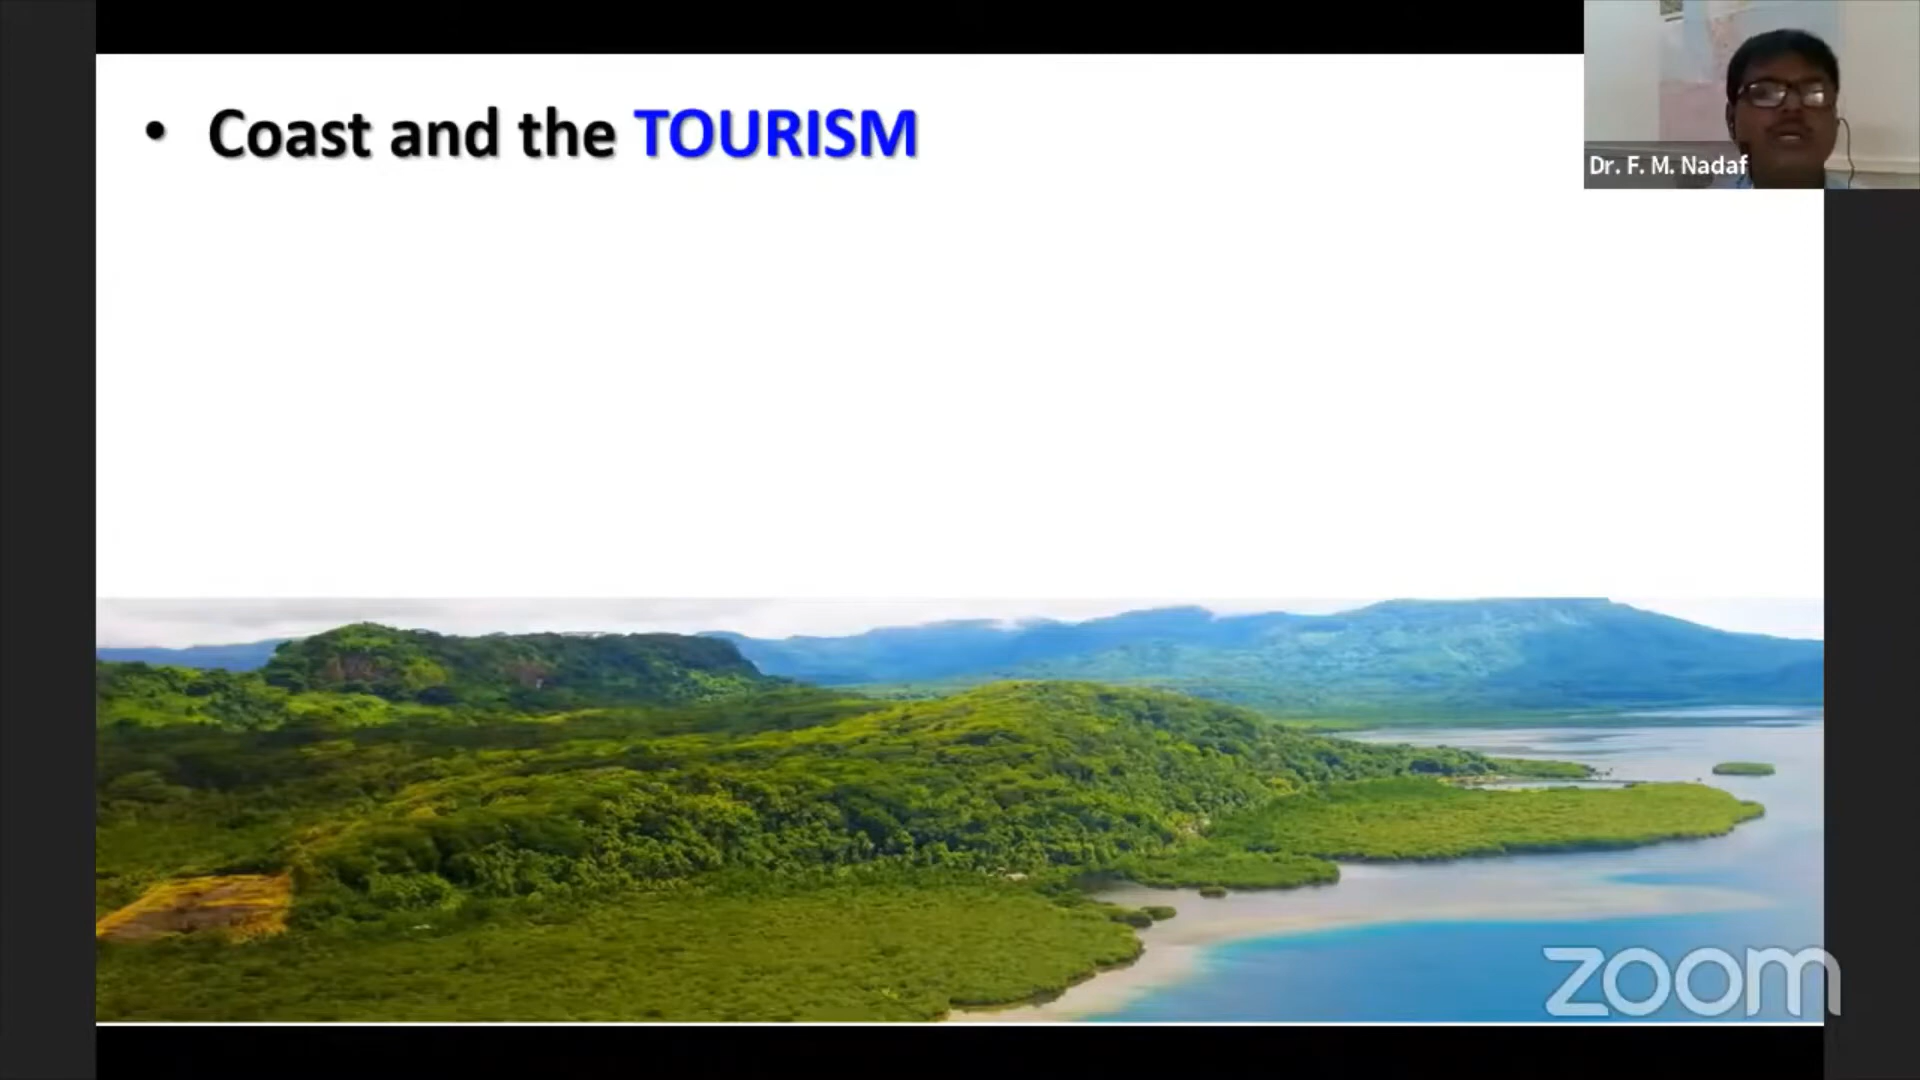 • Coast and the TOURISM
Dr. F. M. Nadaf
zoom